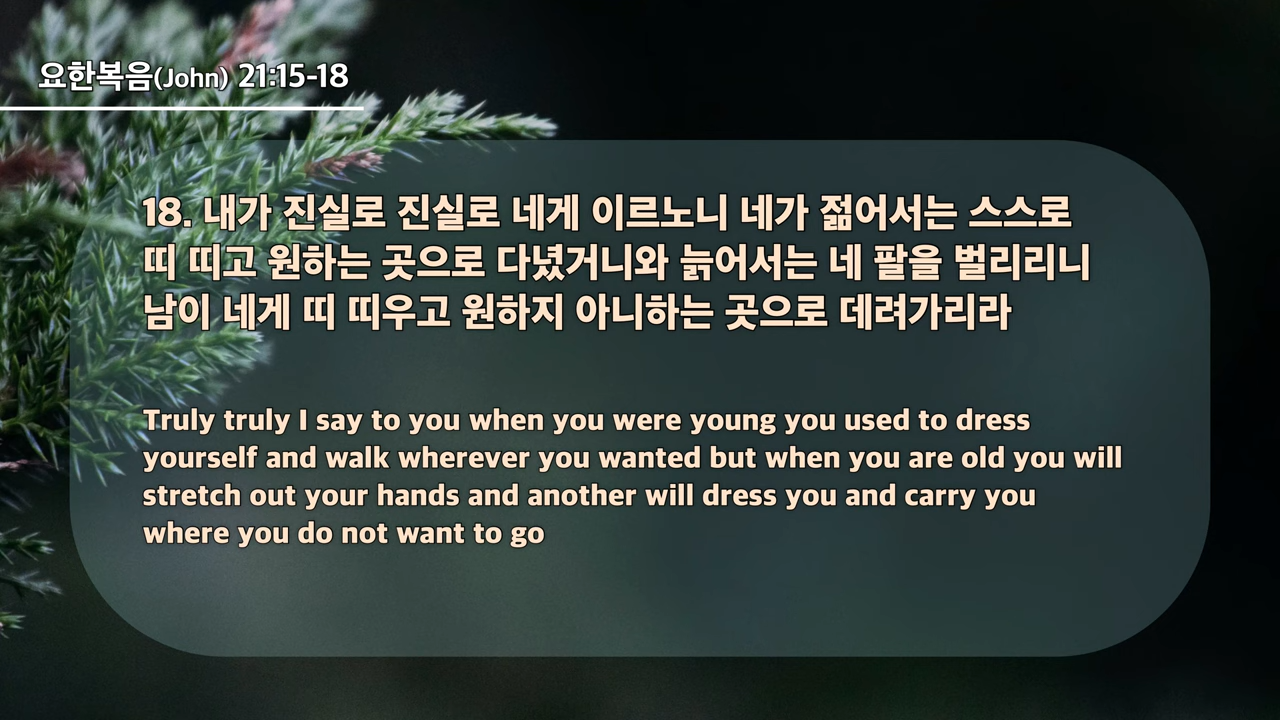 요한복음(John) 21:15-18
18. 내가 진실로 진실로 네게 이르노니 네가 젊어서는 스스로
띠 띠고 원하는 곳으로 다녔거니와 늙어서는 네 팔을 벌리리니
남이 네게 띠 띠우고 원하지 아니하는 곳으로 데려가리라
Truly truly I say to you when you were young you used to dress
yourself and walk wherever you wanted but when you are old you will
stretch out your hands and another will dress you and carry you
where you do not want to go